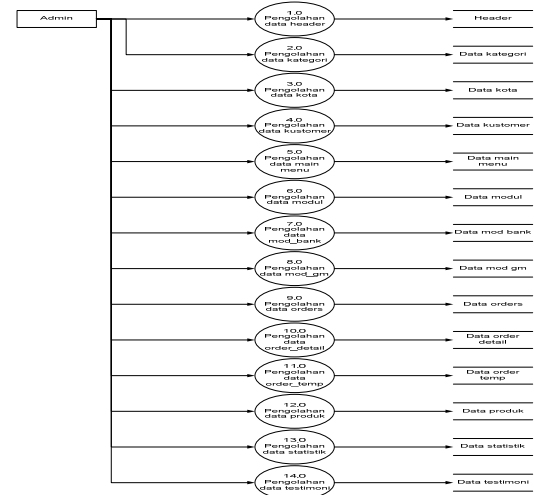 Admin
1.0
Pengolahan
data header
Header
2.0
Pengolahan
data kategori
Data kategori
3.0
Pengolahan
data kota
Data kota
4.0
Pengolahan
data kustomer
Data kustomer
5.0
Pengolahan
data main
menu
Data main
menu
6.0
Pengolahan
data modul
Data modul
7.0
Pengolahan
data
mod_bank
Data mod bank
8.0
Pengolahan
data mod_gm
Data mod gm
9.0
Pengolahan
data orders
Data orders
10.0
Pengolahan
data
order_detail
Data order
detail
11.0
Pengolahan
data
order_temp
Data order
temp
12.0
Pengolahan
data produk
Data produk
13.0
Pengolahan
data statistik
Data statistik
14.0
Pengolahan
data testimoni
Data testimoni